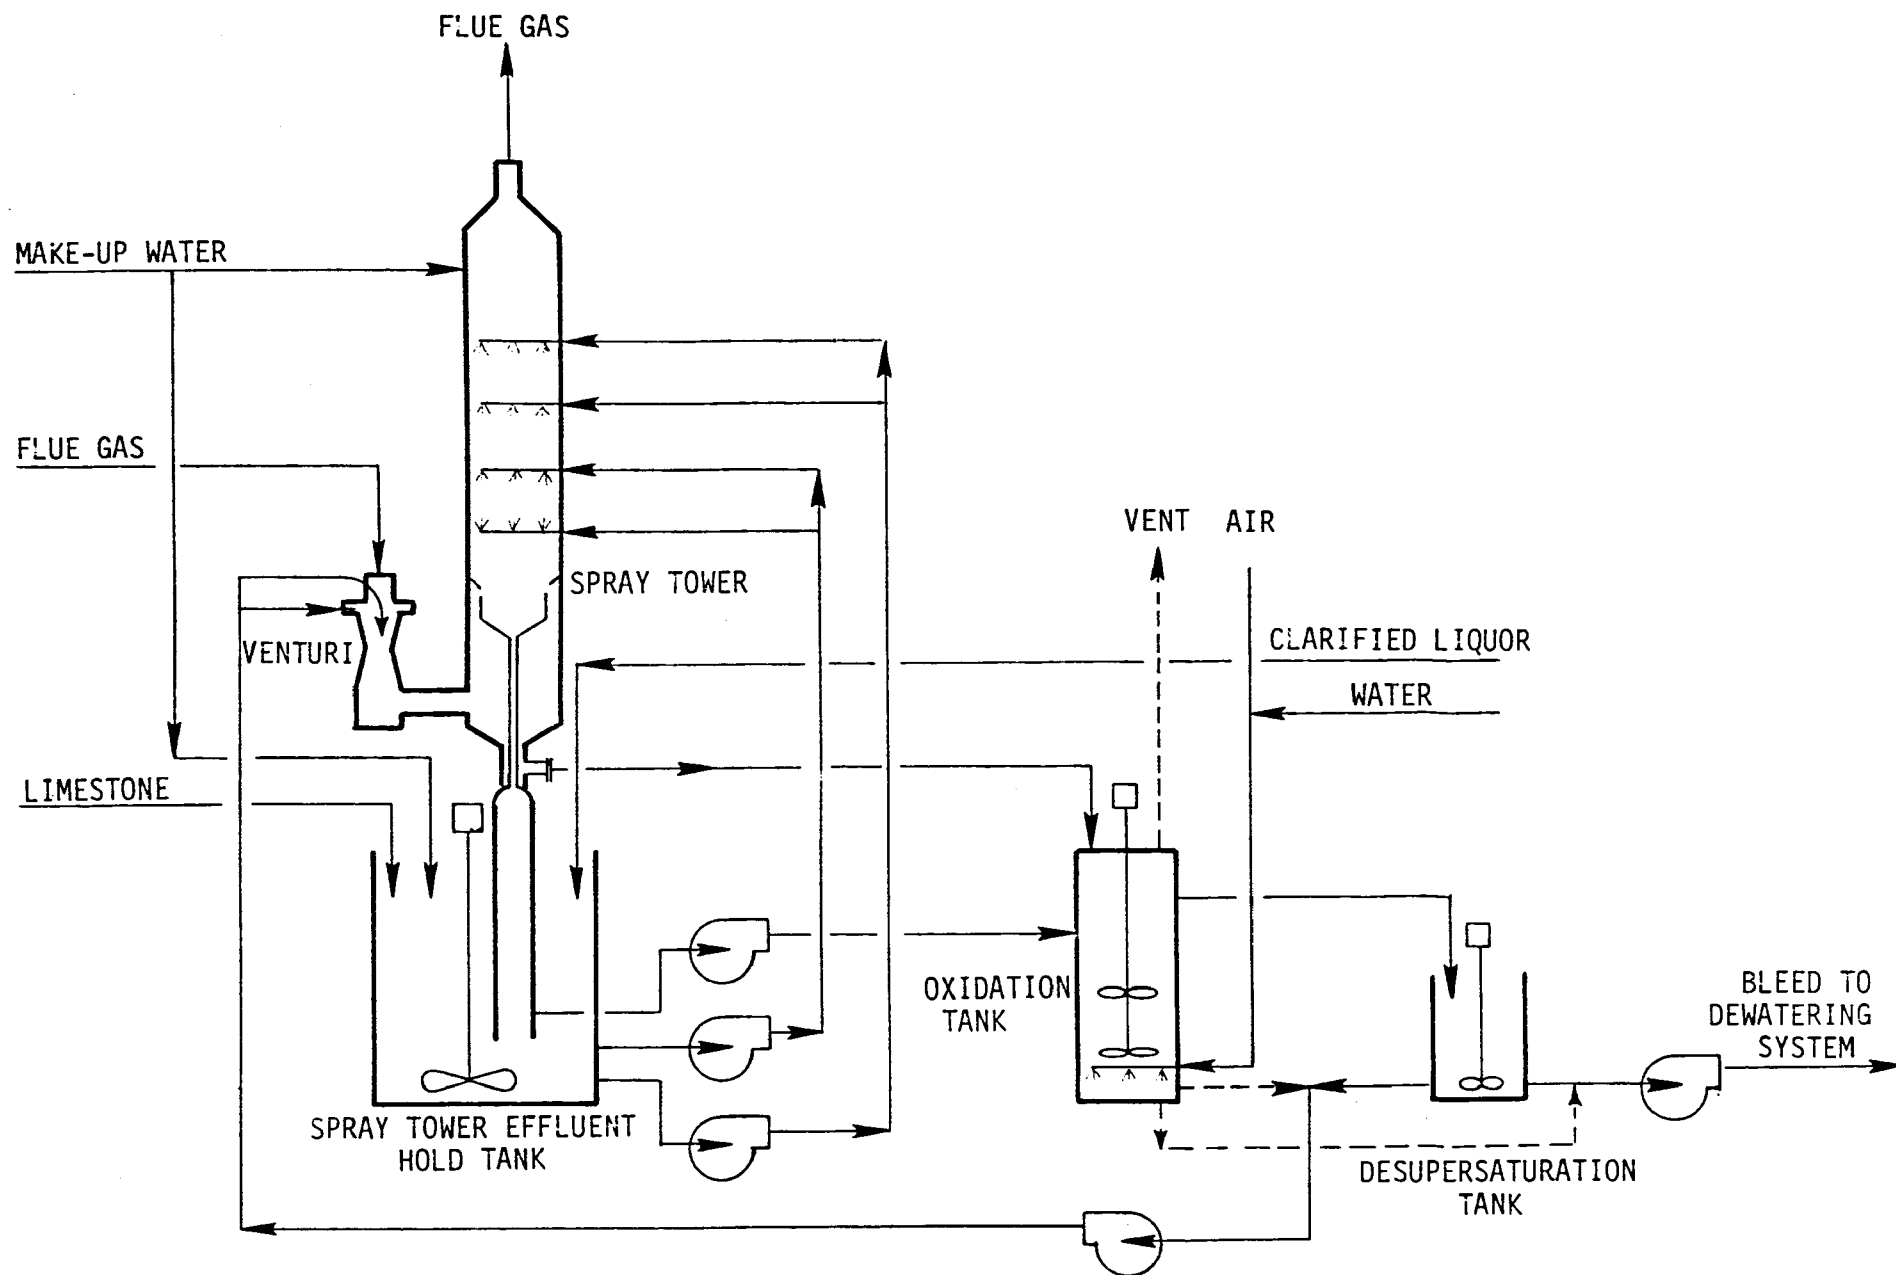 FLUE GAS
MAKE-UP WATER
FLUE GAS
VENT AIR
SPRAY TOWER
CLARIFIED LIQUOR
VENTURI
WATER
LIMESTONE
OXIDATION
TANK
BLEED TO
DEWATERING
SYSTEM
SPRAY TOWER EFFLUENT
HOLD TANK
DESUPERSATURATION
TANK